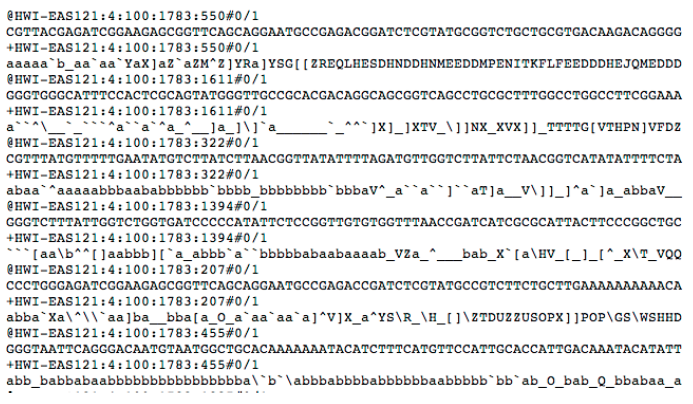 @HWI-EAS121:4:100:1783:550#0/1
CGTTACGAGATCGGAAGAGCGGTTCAGCAGGAATGCCGAGACGGATCTCGTATGCGGTCTGCTGCGTGACAAGACAGGGG
+HWI-EAS121:4:100:1783:550#0/1
aaaaa`b_aa`aa`YaX]aZ`aZM^Z]YRa]YSG[[ZREQLHESDHNDDHNMEEDDMPENITKFLFEEDDDHEJQMEDDD
@HWI-EAS121:4:100:1783:1611#0/1
GGGTGGGCATTTCCACTCGCAGTATGGGTTGCCGCACGACAGGCAGCGGTCAGCCTGCGCTTTGGCCTGGCCTTCGGAAA
+HWI-EAS121:4:100:1783:1611#0/1
a``^\__`_```^a``a`^a_^__]a_]\]`a_______`_^^`]X]_]XTV_\]]NX_XVX]]_TTTTG[VTHPN]VFDZ
@HWI-EAS121:4:100:1783:322#0/1
CGTTTATGTTTTTGAATATGTCTTATCTTAACGGTTATATTTTAGATGTTGGTCTTATTCTAACGGTCATATATTTTCTA
+HWI-EAS121:4:100:1783:322#0/1
abaa`^aaaaabbbaababbbbbb`bbbb_bbbbbbbb`bbbaV^_a``a``]``aT]a__V\]]_]^a`]a_abbaV__
@HWI-EAS121:4:100:1783:1394#0/1
GGGTCTTTATTGGTCTGGTGATCCCCCATATTCTCCGGTTGTGTGGTTTAACCGATCATCGCGCATTACTTCCCGGCTGC
+HWI-EAS121:4:100:1783:1394#0/1
```[aa\b^^[]aabbb][`a_abbb`a``bbbbbabaabaaaab_VZa_^___bab_X`[a\HV_[_]_[^_X\T_VQQ
@HWI-EAS121:4:100:1783:207#0/1
CCCTGGGAGATCGGAAGAGCGGTTCAGCAGGAATGCCGAGACCGATCTCGTATGCCGTCTTCTGCTTGAAAAAAAAAACA
+HWI-EAS121:4:100:1783:207#0/1
abba`Xa\^\\`aa]ba__bba[a_O_a`aa`aa`a]^V]X_a^YS\R_\H_[]\ZTDUZZUSOPX]]POP\GS\WSHHD
@HWI-EAS121:4:100:1783:455#0/1
GGGTAATTCAGGGACAATGTAATGGCTGCACAAAAAAATACATCTTTCATGTTCCATTGCACCATTGACAAATACATATT
+HWI-EAS121:4:100:1783:455#0/1
abb_babbabaabbbbbbbbbbbbbbbba\`b`\abbbabbbbabbbbbbaabbbbb`bb`ab_O_bab_Q_bbabaa_a